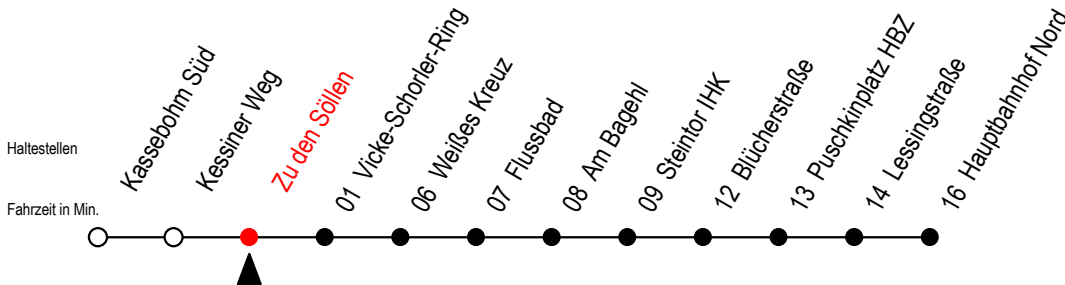 Haltestellen
Fahrzeit in Min.
Kassebohm Süd
Kessiner Weg
Zu den Söllen
01 Vicke-Schorler-Ring
06 Weißes Kreuz
07 Flussbad
08 Am Bagehl
09 Steintor IHK
12 Blücherstraße
13 Puschkinplatz HBZ
14 Lessingstraße
16 Hauptbahnhof Nord